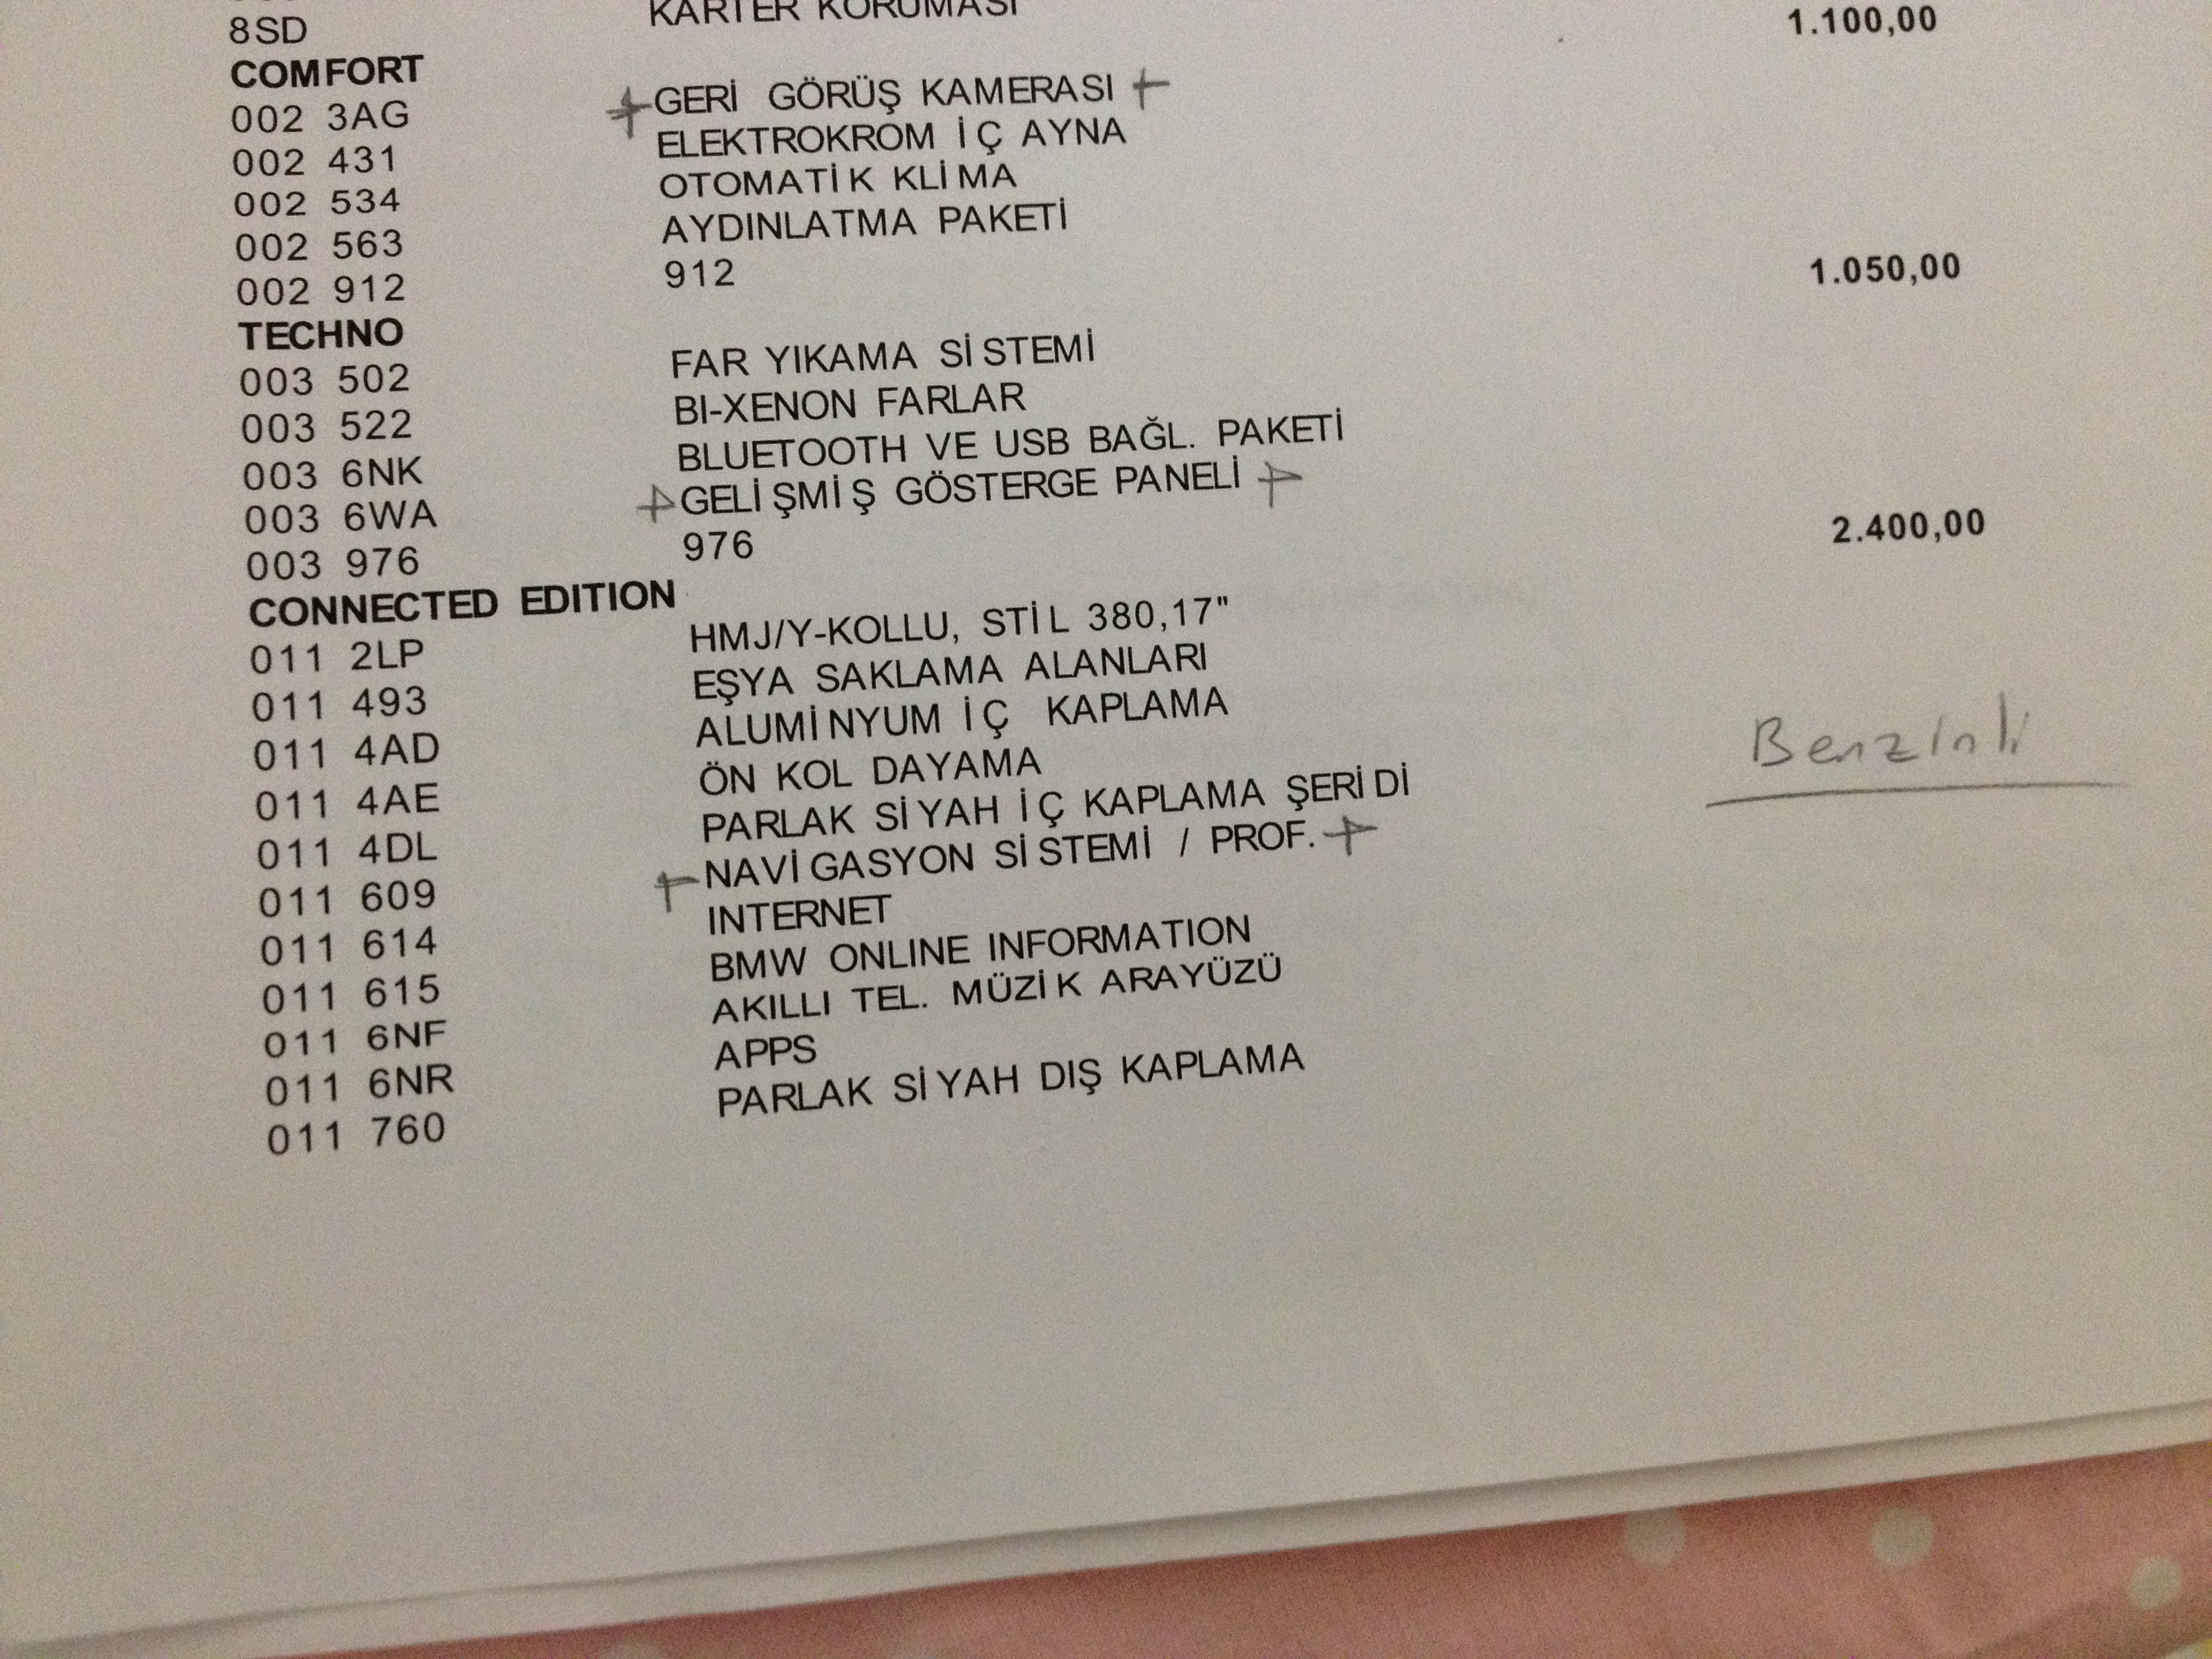 8SD KARTER KORUMASI
COMFORT 1.100,00
002 3AG GERİ GÖRÜŞ KAMERASI
002 431 ELEKTROKROM İÇ AYNA
002 534 OTOMATİK KLİMA
002 563 AYDINLATMA PAKETİ
002 912 912
TECHNO 1.050,00
003 502 FAR YIKAMA SİSTEMİ
003 522 BI-XENON FARLAR
003 6NK BLUETOOTH VE USB BAĞL. PAKETİ
003 6WA GELİŞMİŞ GÖSTERGE PANELİ
003 976 976
CONNECTED EDITION 2.400,00
011 2LP HMJ/Y-KOLLU, STİL 380,17"
011 493 EŞYA SAKLAMA ALANLARI
011 4AD ALUMİNYUM İÇ KAPLAMA
011 4AE ÖN KOL DAYAMA
011 4DL PARLAK SİYAH İÇ KAPLAMA ŞERİDİ
011 609 NAVİGASYON SİSTEMİ / PROF.
011 614 INTERNET
011 615 BMW ONLINE INFORMATION
011 6NF AKILLI TEL. MÜZİK ARAYÜZÜ
011 6NR APPS
011 760 PARLAK SİYAH DIŞ KAPLAMA
Benzinli